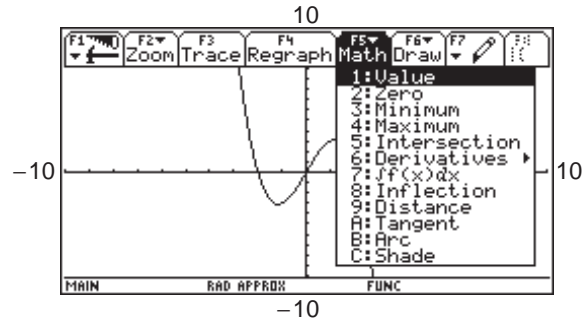 10
F1 F2 Zoom F3 Trace F4 Regraph F5 Math F6 Draw F7
1:Value
2:Zero
3:Minimum
4:Maximum
5:Intersection
6:Derivatives
–10 7:∫f(x)dx 10
8:Inflection
9:Distance
A:Tangent
B:Arc
C:Shade
MAIN RAD APPROX FUNC
–10